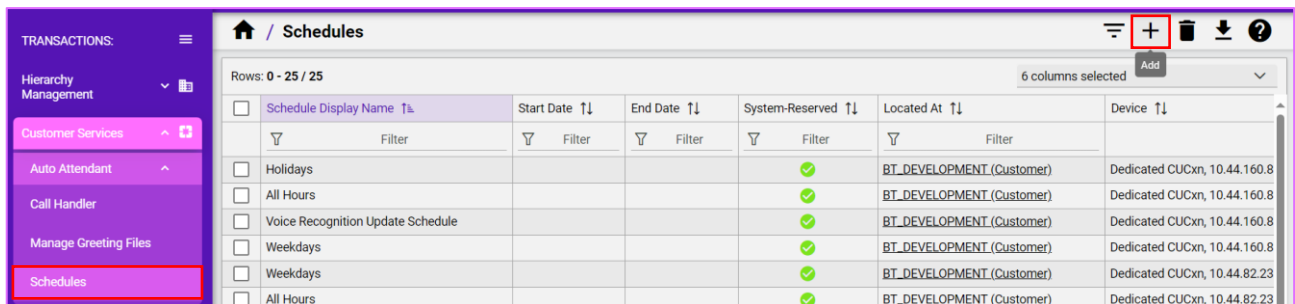 TRANSACTIONS:
Hierarchy
Management
Customer Services
Auto Attendant
Call Handler
Manage Greeting Files
Schedules
/ Schedules
Add
Rows: 0 - 25 / 25
6 columns selected
Schedule Display Name Start Date End Date System-Reserved Located At Device
Filter Filter Filter Filter Filter
Holidays BT_DEVELOPMENT (Customer) Dedicated CUCxn, 10.44.160.8
All Hours BT_DEVELOPMENT (Customer) Dedicated CUCxn, 10.44.160.8
Voice Recognition Update Schedule BT_DEVELOPMENT (Customer) Dedicated CUCxn, 10.44.160.8
Weekdays BT_DEVELOPMENT (Customer) Dedicated CUCxn, 10.44.160.8
Weekdays BT_DEVELOPMENT (Customer) Dedicated CUCxn, 10.44.82.23
All Hours BT_DEVELOPMENT (Customer) Dedicated CUCxn, 10.44.82.23